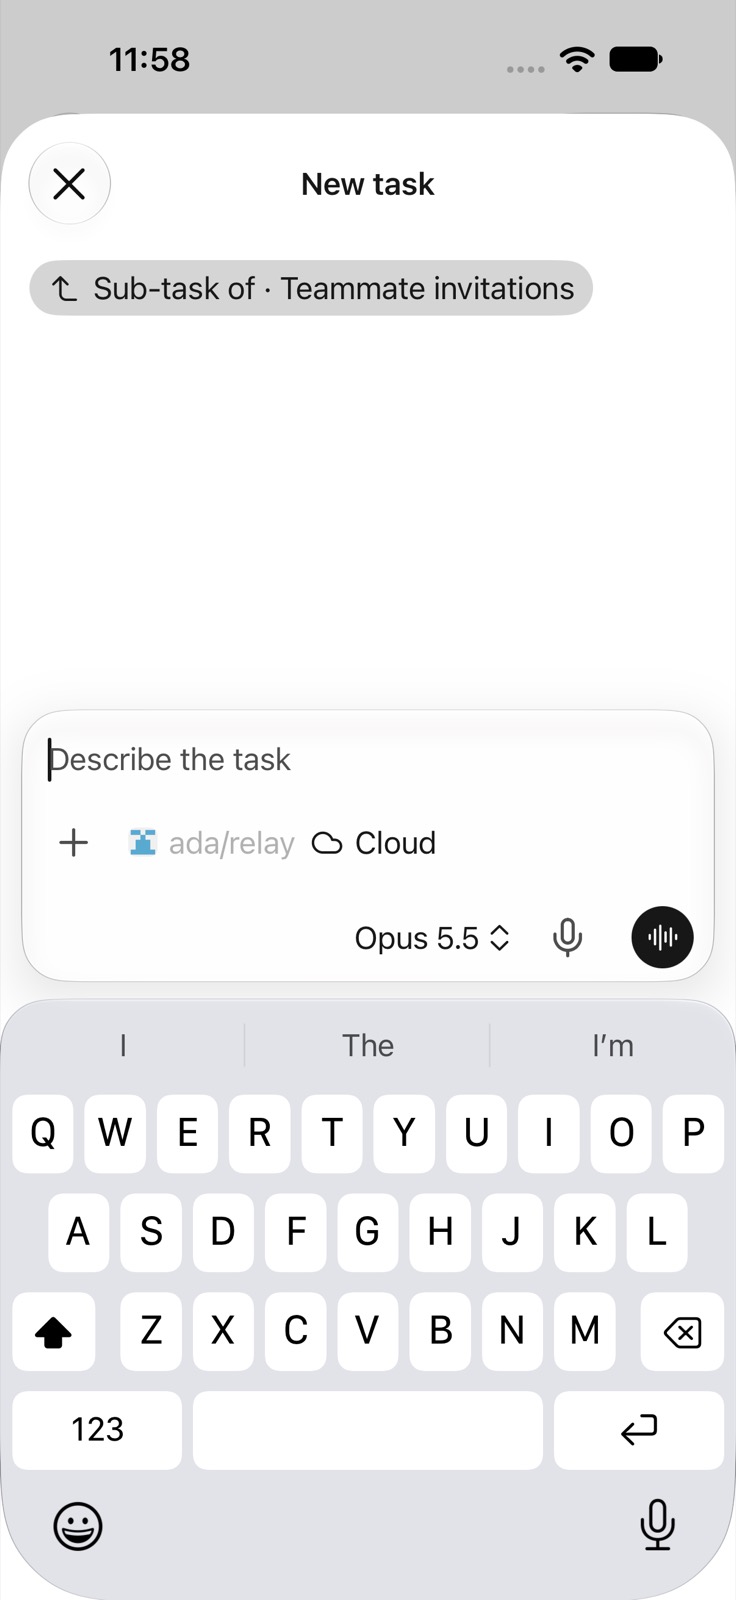 11:58
New task
Sub-task of · Teammate invitations
Describe the task
ada/relay Cloud
Opus 5.5
I The I’m
Q W E R T Y U I O P
A S D F G H J K L
Z X C V B N M
123